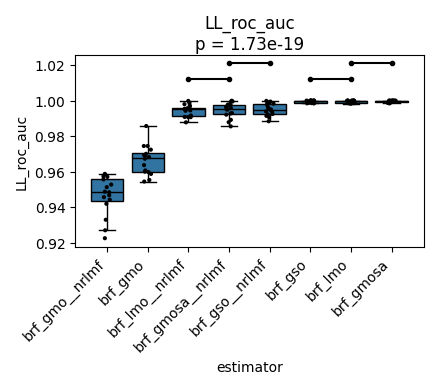 LL_roc_auc
p = 1.73e-19
LL_roc_auc
1.02
1.00
0.98
0.96
0.94
0.92
brf_gmo__nrlmf
brf_gmo
brf_lmo_nrlmf
brf_gmosa__nrlmf
brf_gso__nrlmf
brf_gso
brf_lmo
brf_gmosa
estimator